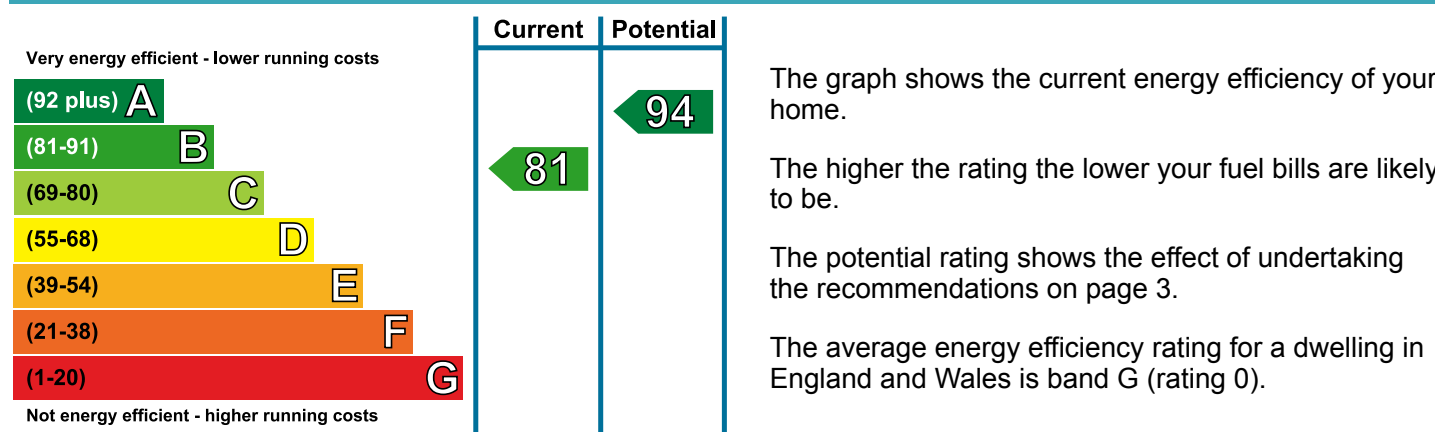 Current Potential
Very energy efficient - lower running costs
(92 plus) A
(81-91) B
(69-80) C
(55-68) D
(39-54) E
(21-38) F
(1-20) G
Not energy efficient - higher running costs
94
81
The graph shows the current energy efficiency of your
home.
The higher the rating the lower your fuel bills are likely
to be.
The potential rating shows the effect of undertaking
the recommendations on page 3.
The average energy efficiency rating for a dwelling in
England and Wales is band G (rating 0).